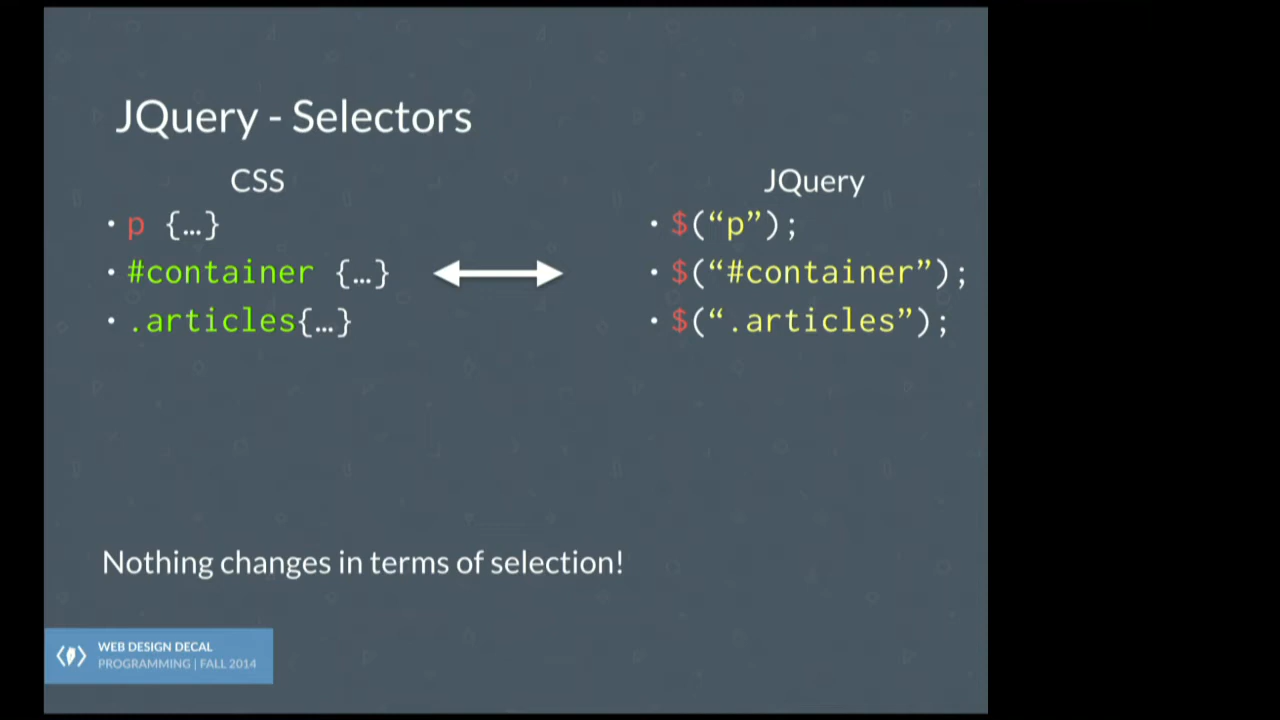 JQuery - Selectors
CSS
• p {…}
• #container {…}
• .articles{…}
JQuery
• $(“p”);
• $(“#container”);
• $(“.articles”);
Nothing changes in terms of selection!
WEB DESIGN DECAL
PROGRAMMING | FALL 2014